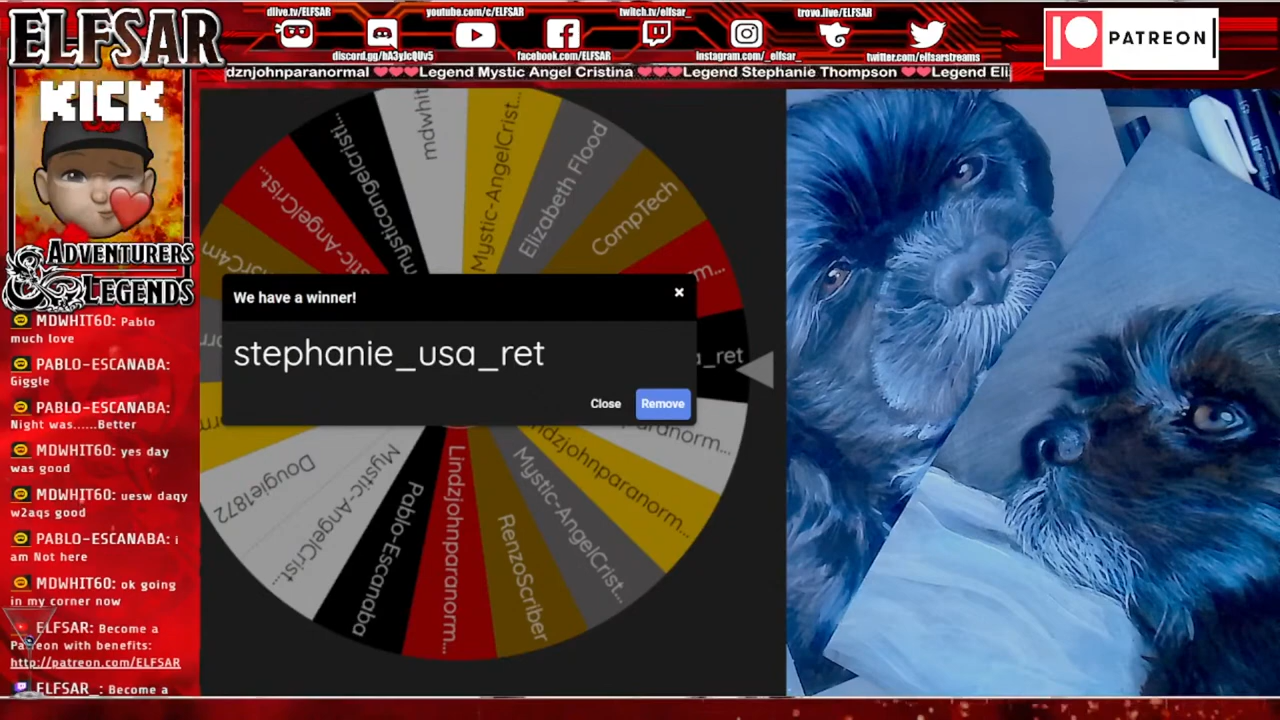 ELFSAR
dlive.tv/ELFSAR
youtube.com/c/ELFSAR
twitch.tv/elfsar_
trovo.live/ELFSAR
discord.gg/hA3yJcQUv5
facebook.com/ELFSAR
instagram.com/_elfsar_
twitter.com/elfsarstreams
PATREON
dznjohnparanormal ❤❤❤Legend Mystic Angel Cristina ❤❤❤Legend Stephanie Thompson ❤❤Legend Eli
KICK
ADVENTURERS
& LEGENDS
MDWHIT60: Pablo
much love
PABLO-ESCANABA:
Giggle
PABLO-ESCANABA:
Night was......Better
MDWHIT60: yes day
was good
MDWHIT60: uesw daqy
w2aqs good
PABLO-ESCANABA: i
am Not here
MDWHIT60: ok going
in my corner now
ELFSAR: Become a
Patreon with benefits:
http://patreon.com/ELFSAR
ELFSAR_: Become a
mysticangelcristi...
mdwhit
Mystic-AngelCrist...
Elizabeth Flood
CompTech
We have a winner!
stephanie_usa_ret
Close
Remove
a_ret
paranorm...
ndzjohnparanorm...
Mystic-AngelCrist...
RenzoScriber
Lindzjohnparanorm...
Pablo-Escanaba
Mystic-AngelCrist...
Dougie1872
tic-AngelCrist...